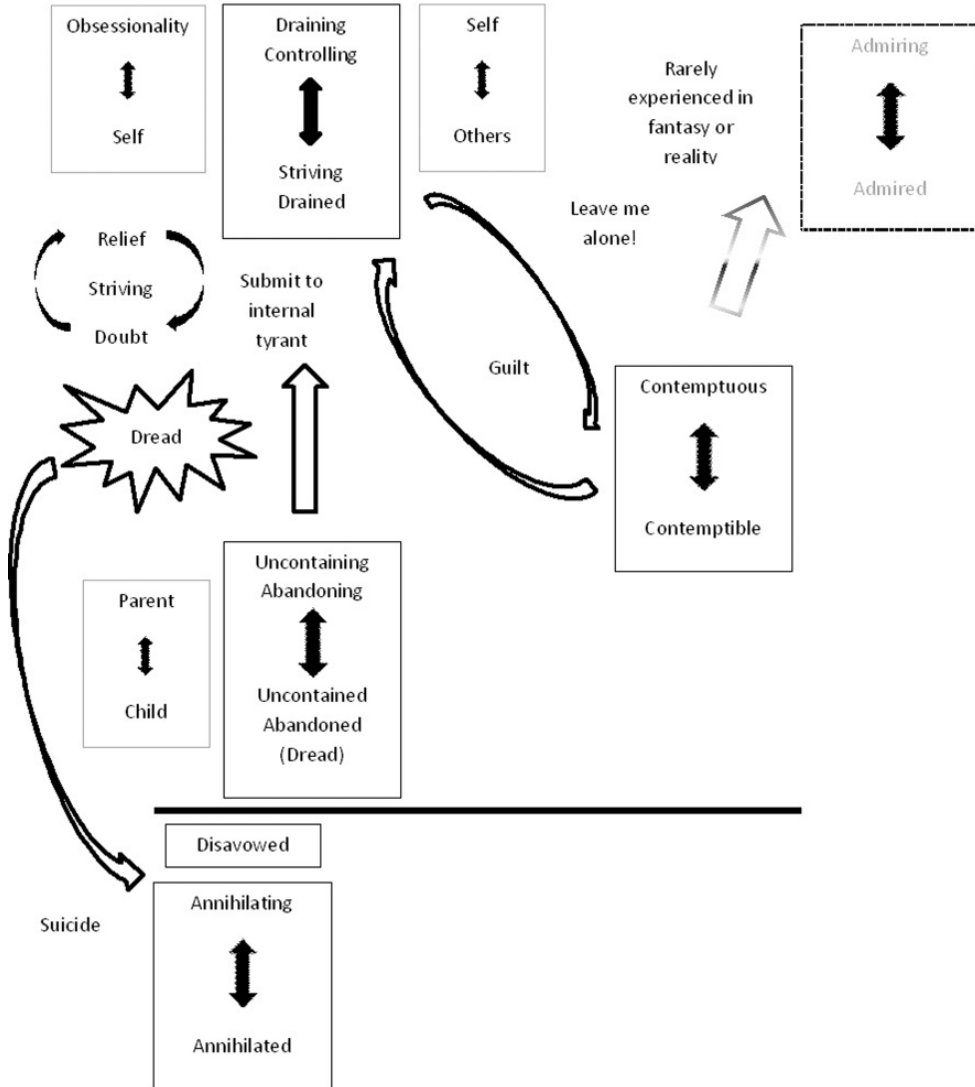 Obsessionality
Self
Draining
Controlling
Striving
Drained
Self
Others
Rarely
experienced in
fantasy or
reality
Admiring
Admired
Leave me
alone!
Relief
Striving
Doubt
Submit to
internal
tyrant
Guilt
Contemptuous
Contemptible
Dread
Parent
Child
Uncontaining
Abandoning
Uncontained
Abandoned
(Dread)
Disavowed
Annihilating
Annihilated
Suicide